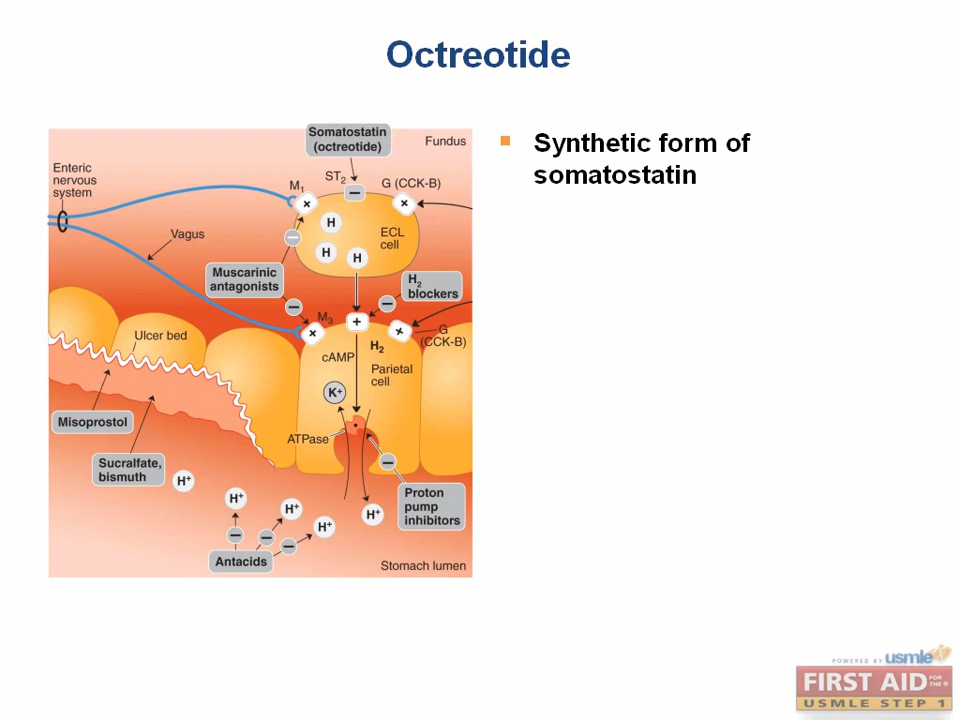 Octreotide
Synthetic form of
somatostatin
Somatostatin
(octreotide)
Fundus
Enteric
nervous
system
ST2
G (CCK-B)
M1
−
H
ECL
cell
Vagus
−
H
H
Muscarinic
antagonists
H2
blockers
−
−
M3
+
G
(CCK-B)
Ulcer bed
H2
cAMP
Parietal
cell
K+
Misoprostol
ATPase
Sucralfate,
bismuth
−
H+
H+
H+
H+
H+
Proton
pump
inhibitors
−
−
−
Antacids
Stomach lumen
POWERED BY usmle
FIRST AID FOR THE®
USMLE STEP 1